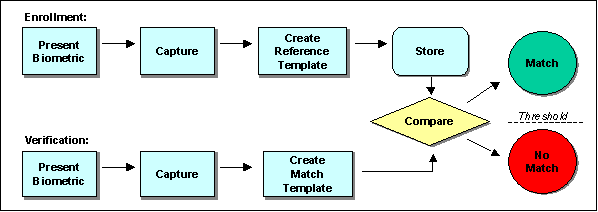 Enrollment:
Present
Biometric
Capture
Create
Reference
Template
Store
Match
Compare
Threshold
No
Match
Verification:
Present
Biometric
Capture
Create
Match
Template